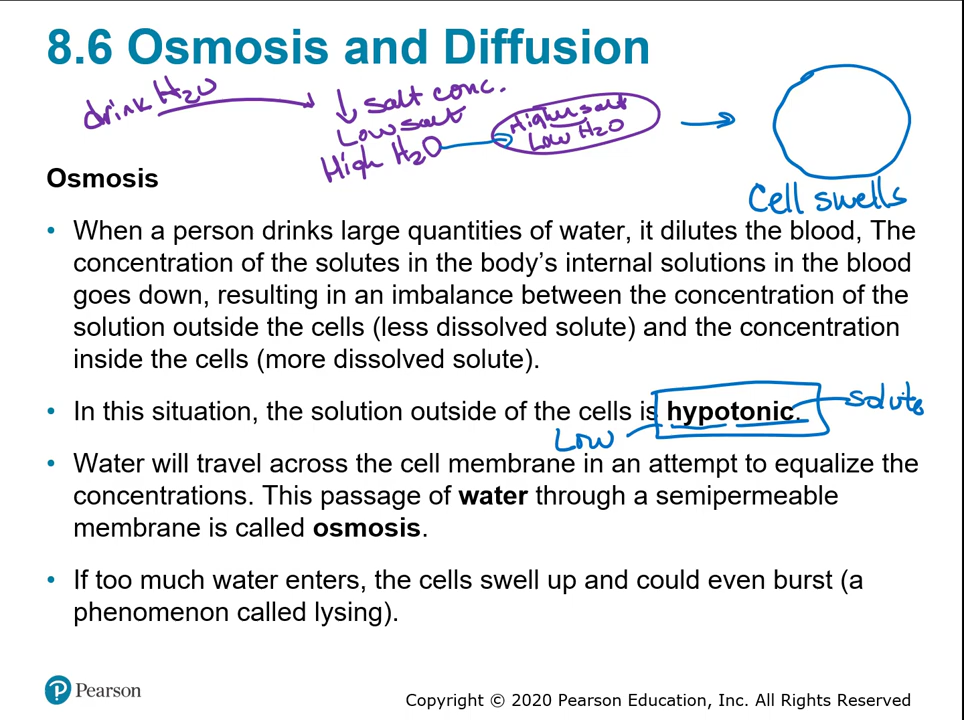 8.6 Osmosis and Diffusion
drink H2O
↓ salt conc.
Low salt
High H2O
Higher salt
Low H2O
Cell swells
Osmosis
• When a person drinks large quantities of water, it dilutes the blood, The
concentration of the solutes in the body’s internal solutions in the blood
goes down, resulting in an imbalance between the concentration of the
solution outside the cells (less dissolved solute) and the concentration
inside the cells (more dissolved solute).
• In this situation, the solution outside of the cells is hypotonic.
solute
Low
• Water will travel across the cell membrane in an attempt to equalize the
concentrations. This passage of water through a semipermeable
membrane is called osmosis.
• If too much water enters, the cells swell up and could even burst (a
phenomenon called lysing).
P Pearson
Copyright © 2020 Pearson Education, Inc. All Rights Reserved